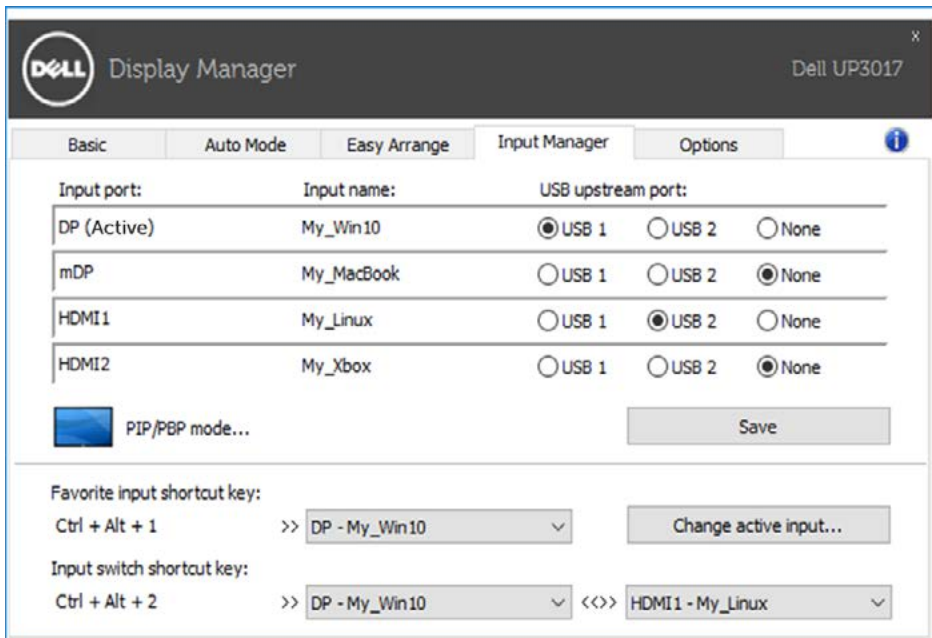 x
DELL Display Manager Dell UP3017
Basic Auto Mode Easy Arrange Input Manager Options i
Input port: Input name: USB upstream port:
DP (Active) My_Win10 USB 1 USB 2 None
mDP My_MacBook USB 1 USB 2 None
HDMI1 My_Linux USB 1 USB 2 None
HDMI2 My_Xbox USB 1 USB 2 None
PIP/PBP mode... Save
Favorite input shortcut key:
Ctrl + Alt + 1 >> DP - My_Win10 Change active input...
Input switch shortcut key:
Ctrl + Alt + 2 >> DP - My_Win10 <<>> HDMI1 - My_Linux